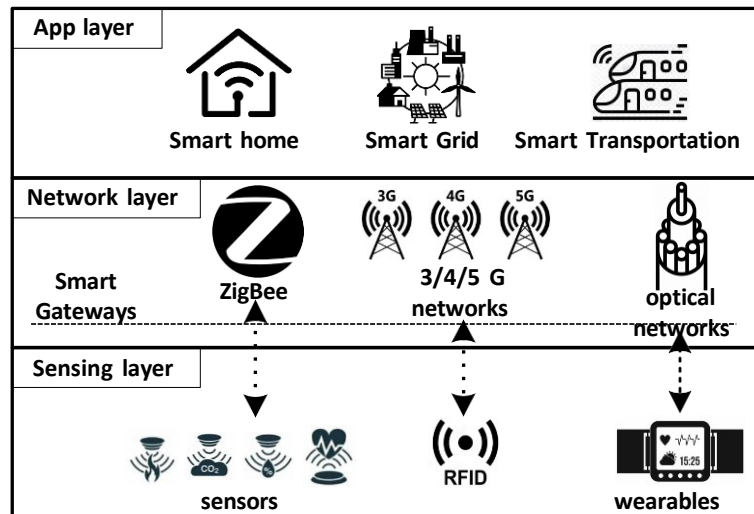 App layer
Smart home
Smart Grid
Smart Transportation
Network layer
3G
4G
5G
Smart
Gateways
ZigBee
3/4/5 G
networks
optical
networks
Sensing layer
CO2
%
15:25
sensors
RFID
wearables